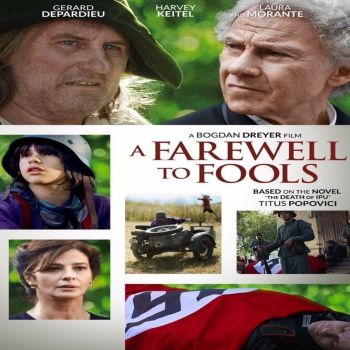 GERARD HARVEY LAURA
DEPARDIEU KEITEL MORANTE
A BOGDAN DREYER FILM
A FAREWELL
TO FOOLS
BASED ON THE NOVEL
"THE DEATH OF IPU"
TITUS POPOVICI